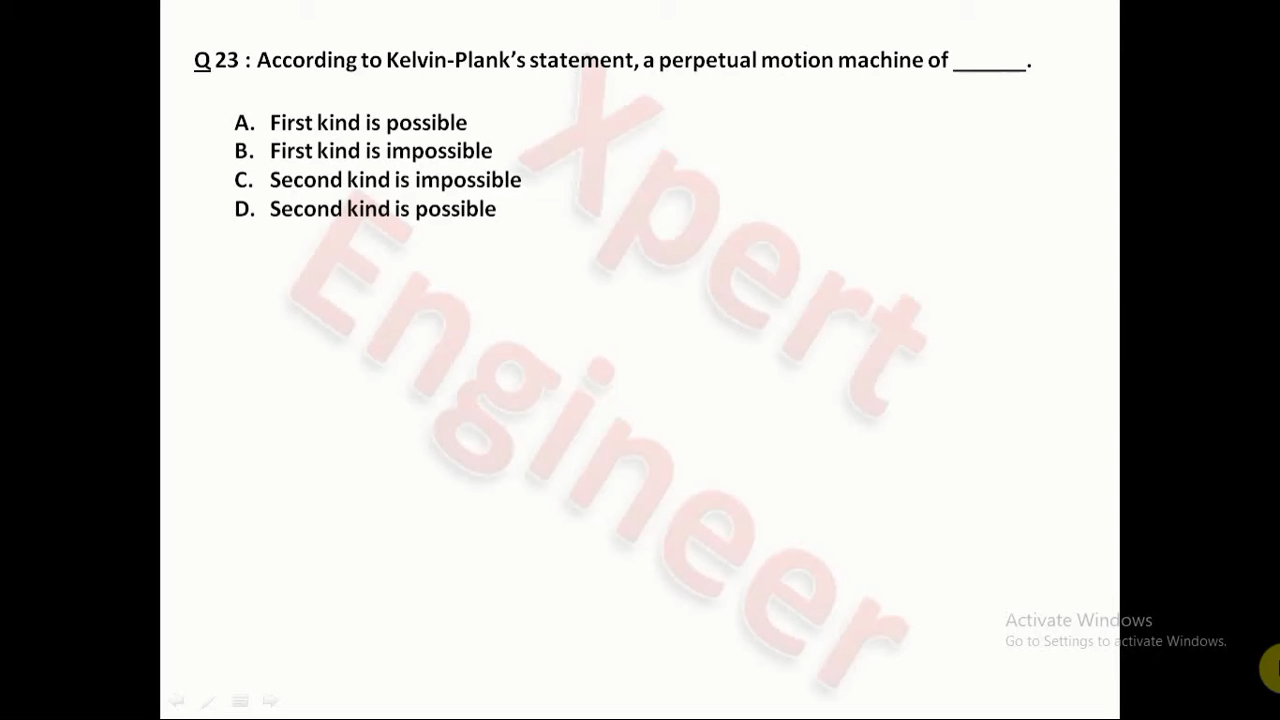 Q 23 : According to Kelvin-Plank’s statement, a perpetual motion machine of ______.
A. First kind is possible
B. First kind is impossible
C. Second kind is impossible
D. Second kind is possible
Xpert
Engineer
Activate Windows
Go to Settings to activate Windows.